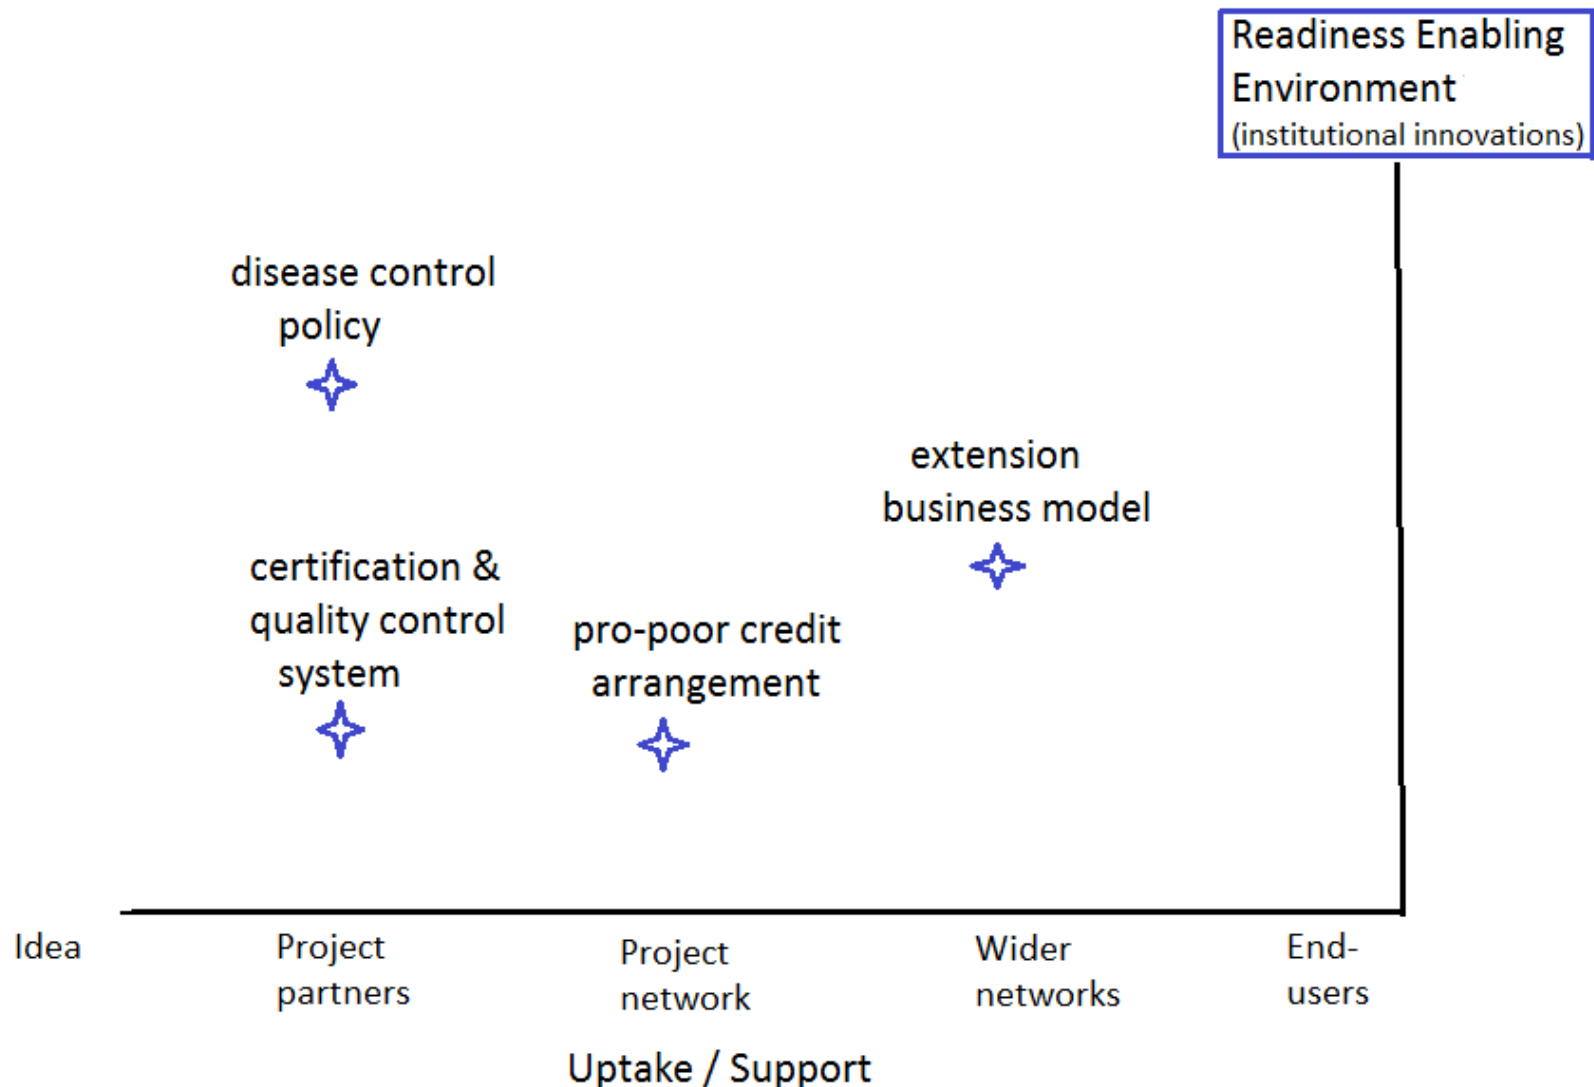 Readiness Enabling
Environment
(institutional innovations)
disease control
policy
extension
business model
certification &
quality control
system
pro-poor credit
arrangement
Idea
Project
partners
Project
network
Wider
networks
End-
users
Uptake / Support